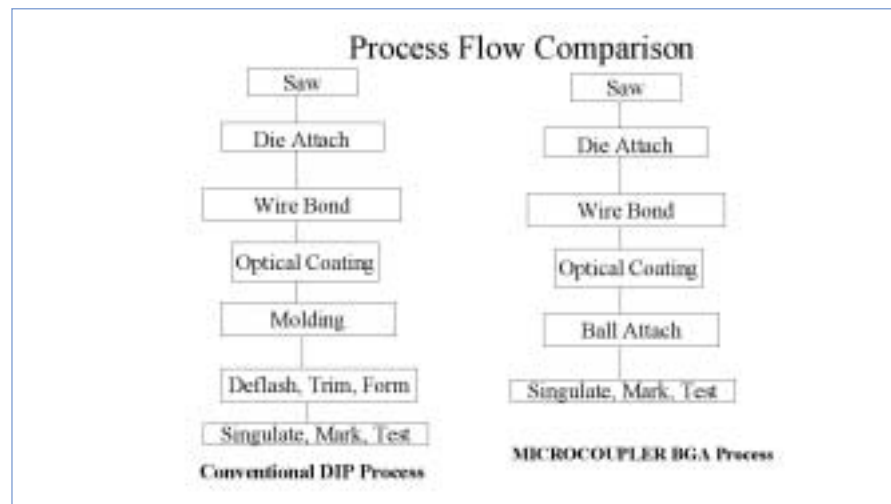 Process Flow Comparison
Saw
Die Attach
Wire Bond
Optical Coating
Molding
Deflash, Trim, Form
Singulate, Mark, Test
Conventional DIP Process
Saw
Die Attach
Wire Bond
Optical Coating
Ball Attach
Singulate, Mark, Test
MICROCOUPLER BGA Process